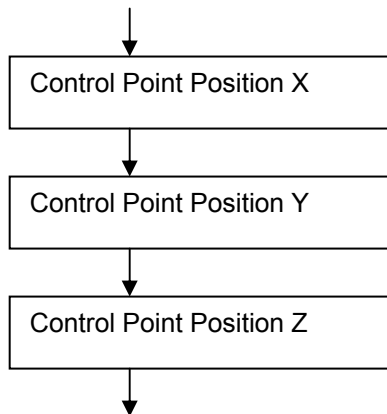 Control Point Position X
Control Point Position Y
Control Point Position Z